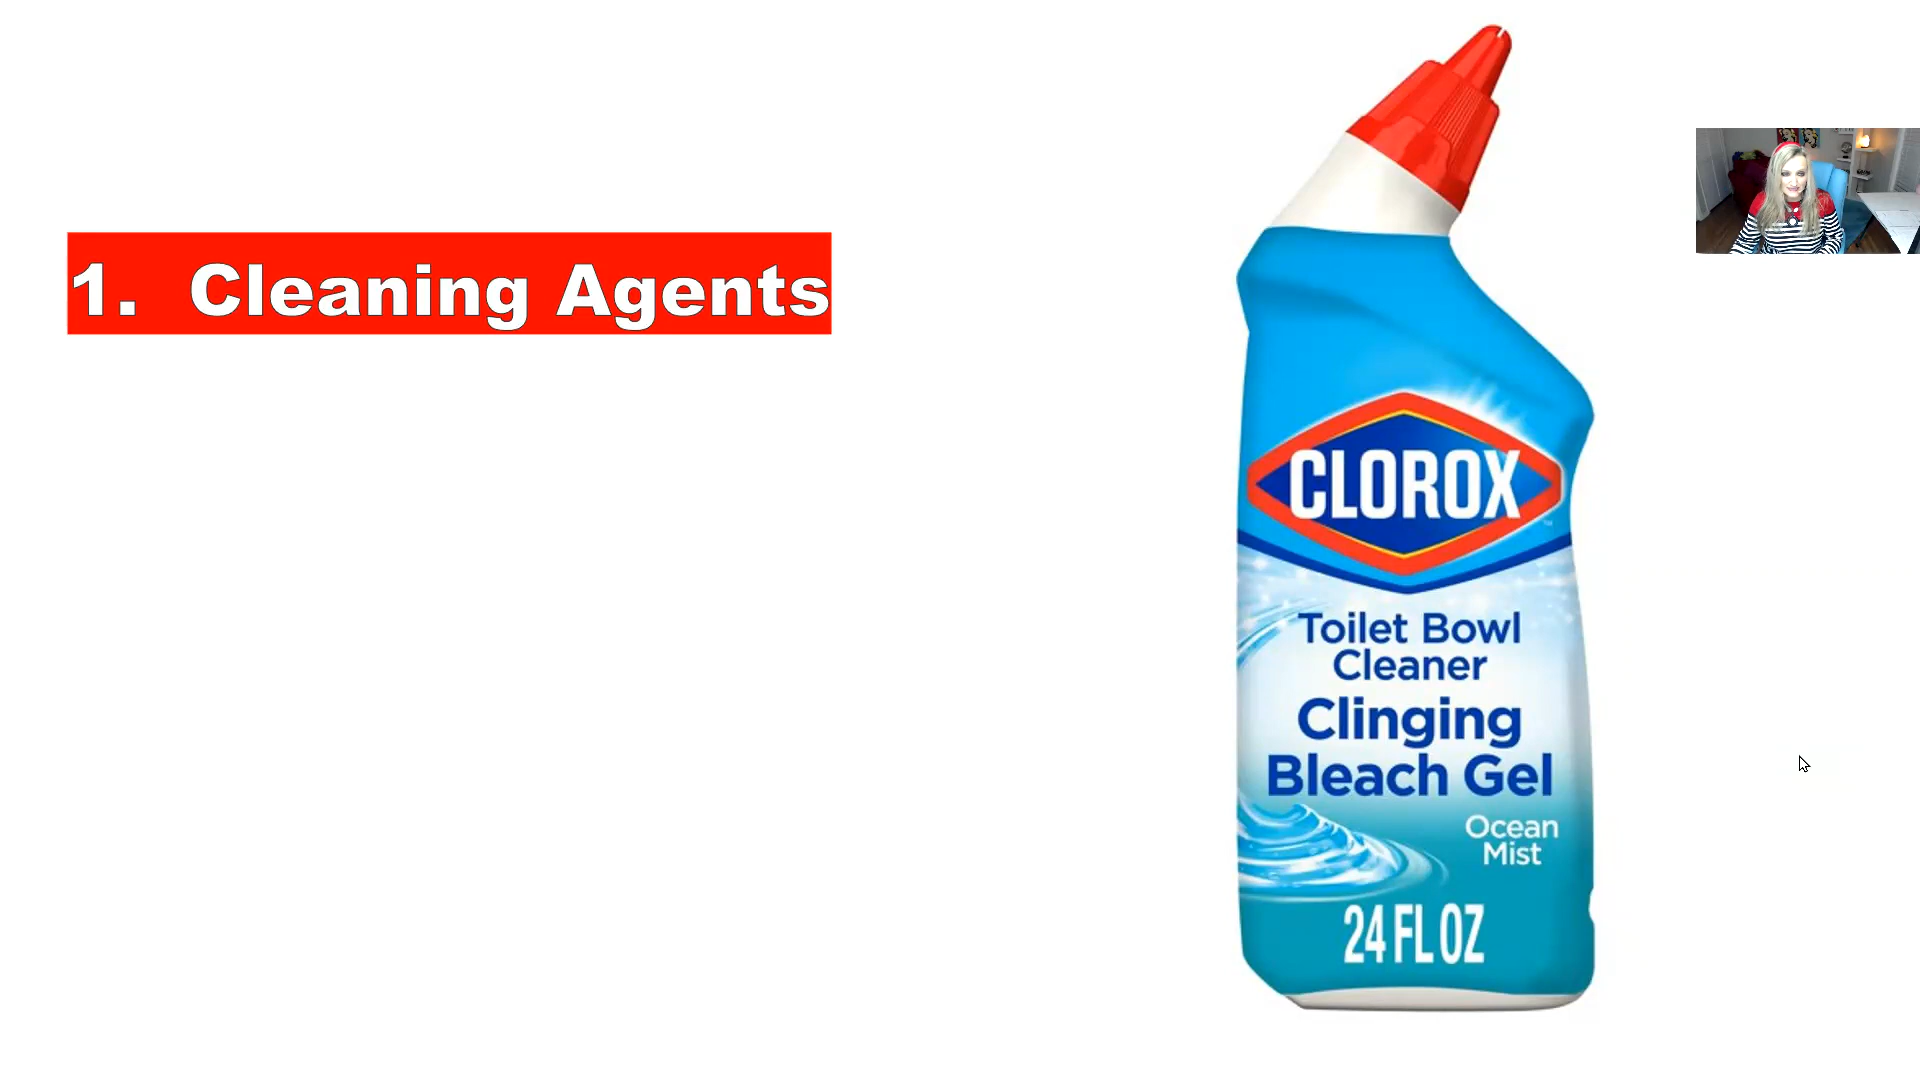 1. Cleaning Agents
CLOROX
Toilet Bowl
Cleaner
Clinging
Bleach Gel
Ocean
Mist
24 FL OZ